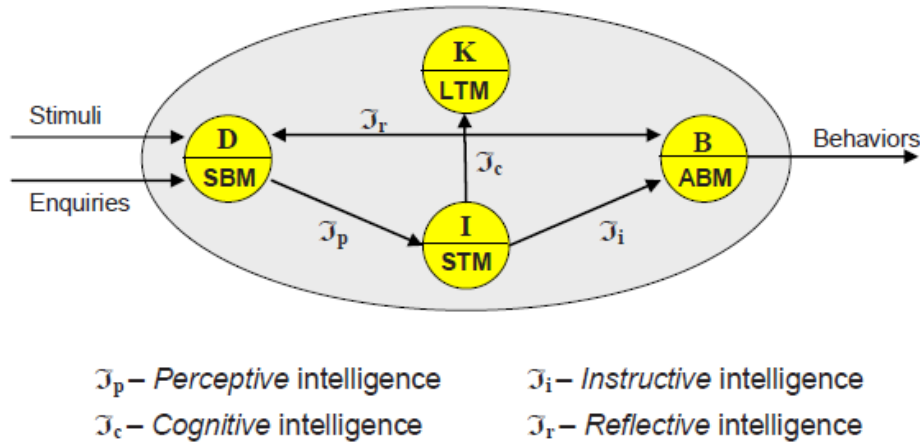 K
LTM
Stimuli
ℑr
D
B
Behaviors
SBM
ℑc
ABM
Enquiries
I
ℑp
ℑi
STM
ℑp – Perceptive intelligence
ℑi – Instructive intelligence
ℑc – Cognitive intelligence
ℑr – Reflective intelligence